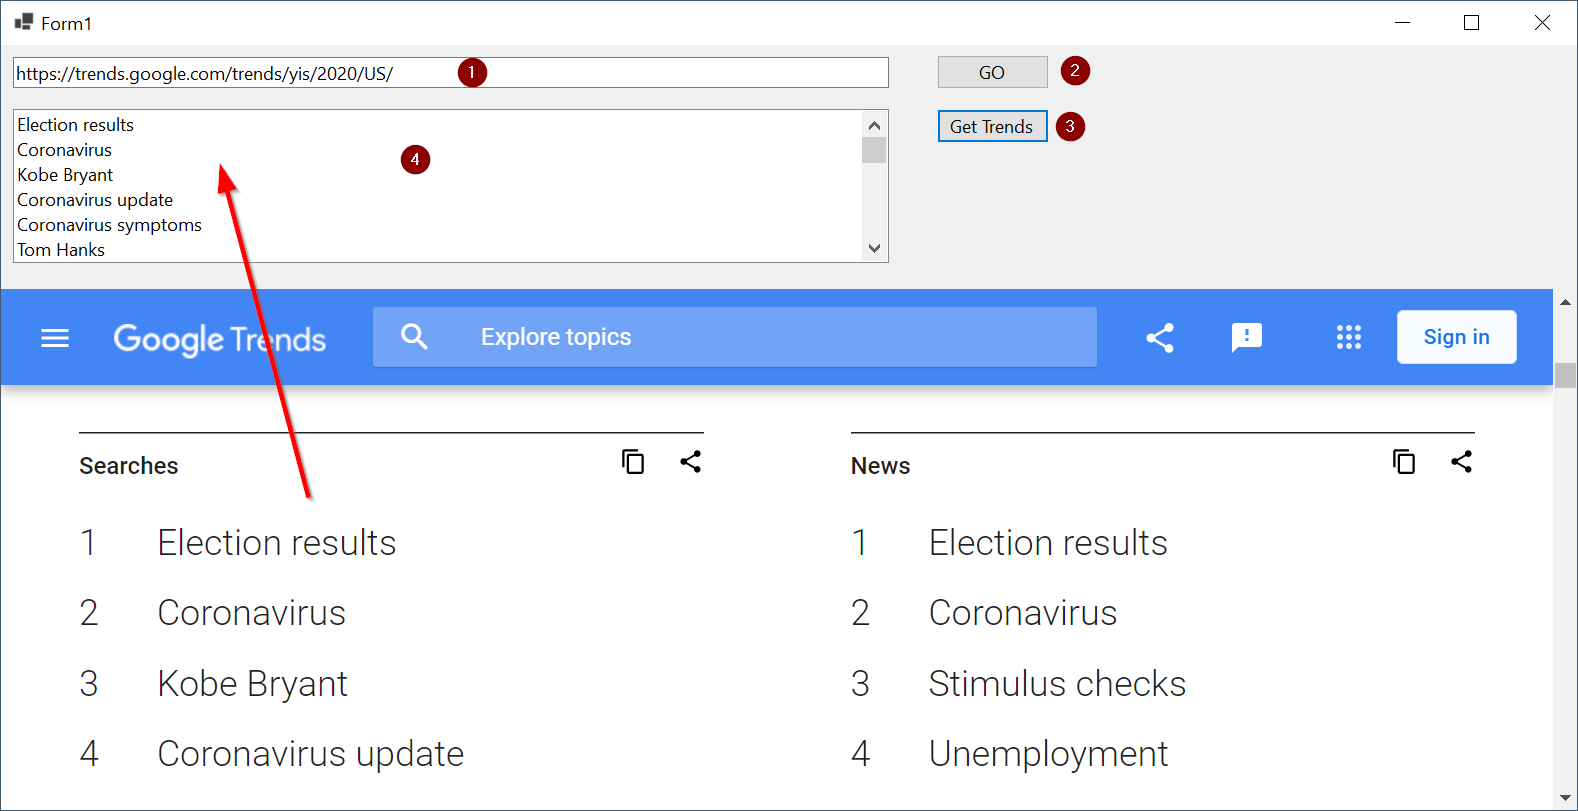 Form1
https://trends.google.com/trends/yis/2020/US/ 1
GO 2
Get Trends 3
Election results
Coronavirus
4
Kobe Bryant
Coronavirus update
Coronavirus symptoms
Tom Hanks
Google Trends Explore topics Sign in
Searches
1 Election results
2 Coronavirus
3 Kobe Bryant
4 Coronavirus update
News
1 Election results
2 Coronavirus
3 Stimulus checks
4 Unemployment